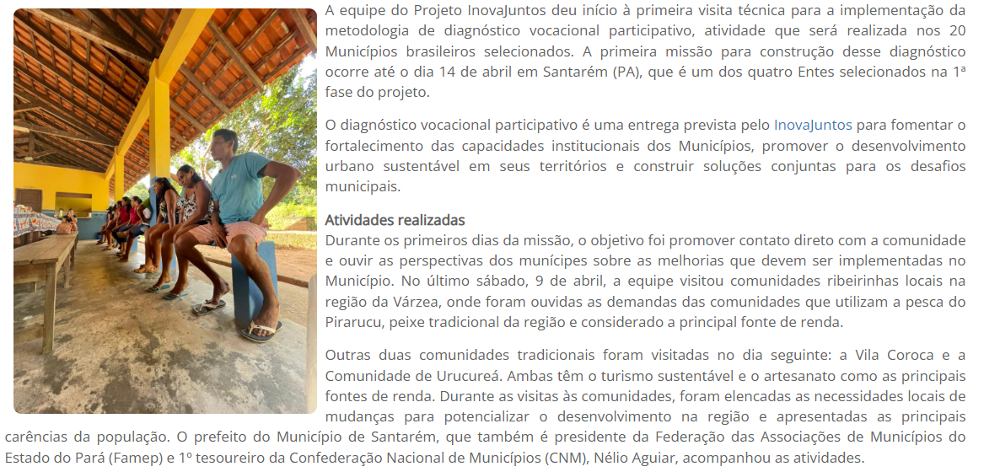 A equipe do Projeto InovaJuntos deu início à primeira visita técnica para a implementação da
metodologia de diagnóstico vocacional participativo, atividade que será realizada nos 20
Municípios brasileiros selecionados. A primeira missão para construção desse diagnóstico
ocorre até o dia 14 de abril em Santarém (PA), que é um dos quatro Entes selecionados na 1ª
fase do projeto.
O diagnóstico vocacional participativo é uma entrega prevista pelo InovaJuntos para fomentar o
fortalecimento das capacidades institucionais dos Municípios, promover o desenvolvimento
urbano sustentável em seus territórios e construir soluções conjuntas para os desafios
municipais.
Atividades realizadas
Durante os primeiros dias da missão, o objetivo foi promover contato direto com a comunidade
e ouvir as perspectivas dos munícipes sobre as melhorias que devem ser implementadas no
Município. No último sábado, 9 de abril, a equipe visitou comunidades ribeirinhas locais na
região da Várzea, onde foram ouvidas as demandas das comunidades que utilizam a pesca do
Pirarucu, peixe tradicional da região e considerado a principal fonte de renda.
Outras duas comunidades tradicionais foram visitadas no dia seguinte: a Vila Coroca e a
Comunidade de Urucureá. Ambas têm o turismo sustentável e o artesanato como as principais
fontes de renda. Durante as visitas às comunidades, foram elencadas as necessidades locais de
mudanças para potencializar o desenvolvimento na região e apresentadas as principais
carências da população. O prefeito do Município de Santarém, que também é presidente da Federação das Associações de Municípios do
Estado do Pará (Famep) e 1º tesoureiro da Confederação Nacional de Municípios (CNM), Nélio Aguiar, acompanhou as atividades.